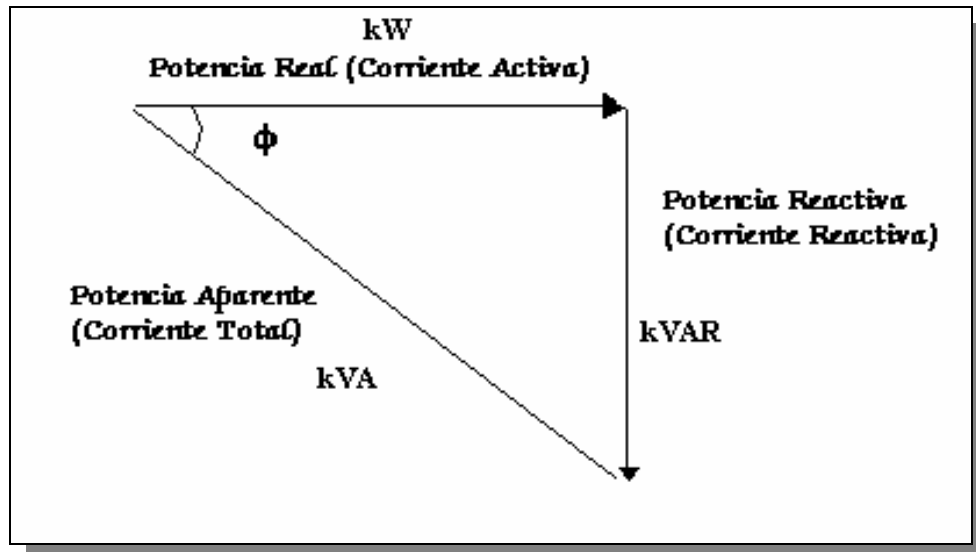 kW
Potencia Real (Corriente Activa)
ϕ
Potencia Reactiva
(Corriente Reactiva)
Potencia Aparente
(Corriente Total)
kVAR
kVA